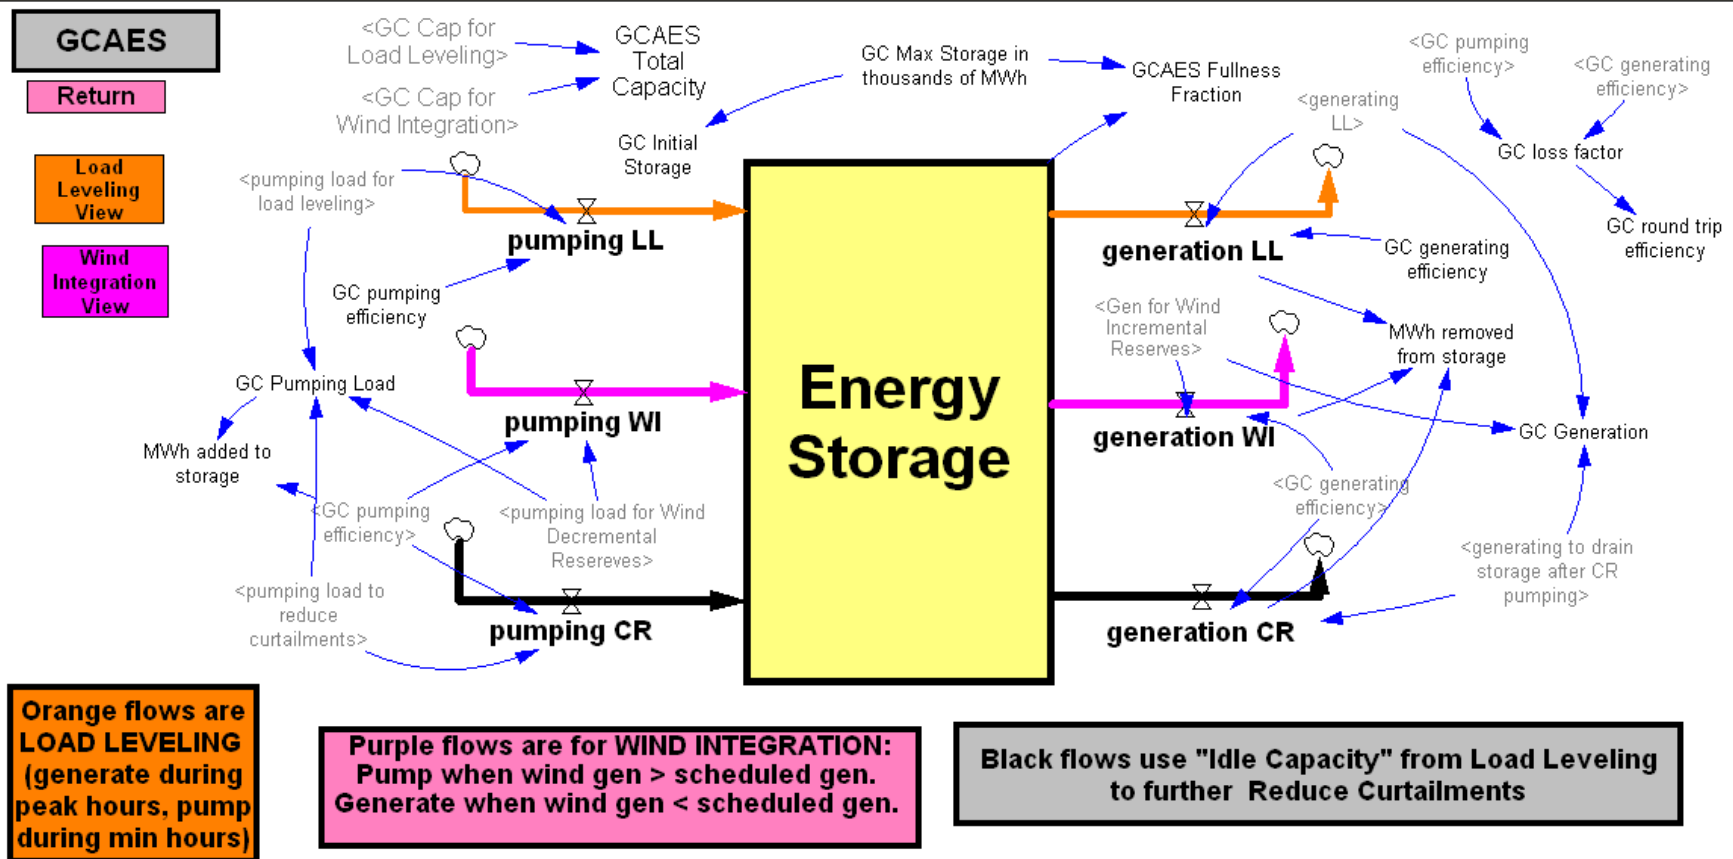 GCAES
Return
Load
Leveling
View
Wind
Integration
View
<GC Cap for
Load Leveling>
<GC Cap for
Wind Integration>
GCAES
Total
Capacity
GC Max Storage in
thousands of MWh
GC Initial
Storage
GCAES Fullness
Fraction
<GC pumping
efficiency>
<GC generating
efficiency>
<generating
LL>
GC loss factor
GC round trip
efficiency
<pumping load for
load leveling>
pumping LL
GC pumping
efficiency
GC Pumping Load
MWh added to
storage
pumping WI
<GC pumping
efficiency>
<pumping load for Wind
Decremental
Resereves>
<pumping load to
reduce
curtailments>
pumping CR
Energy
Storage
generation LL
GC generating
efficiency
<Gen for Wind
Incremental
Reserves>
MWh removed
from storage
generation WI
GC Generation
<GC generating
efficiency>
<generating to drain
storage after CR
pumping>
generation CR
Orange flows are
LOAD LEVELING
(generate during
peak hours, pump
during min hours)
Purple flows are for WIND INTEGRATION:
Pump when wind gen > scheduled gen.
Generate when wind gen < scheduled gen.
Black flows use "Idle Capacity" from Load Leveling
to further Reduce Curtailments